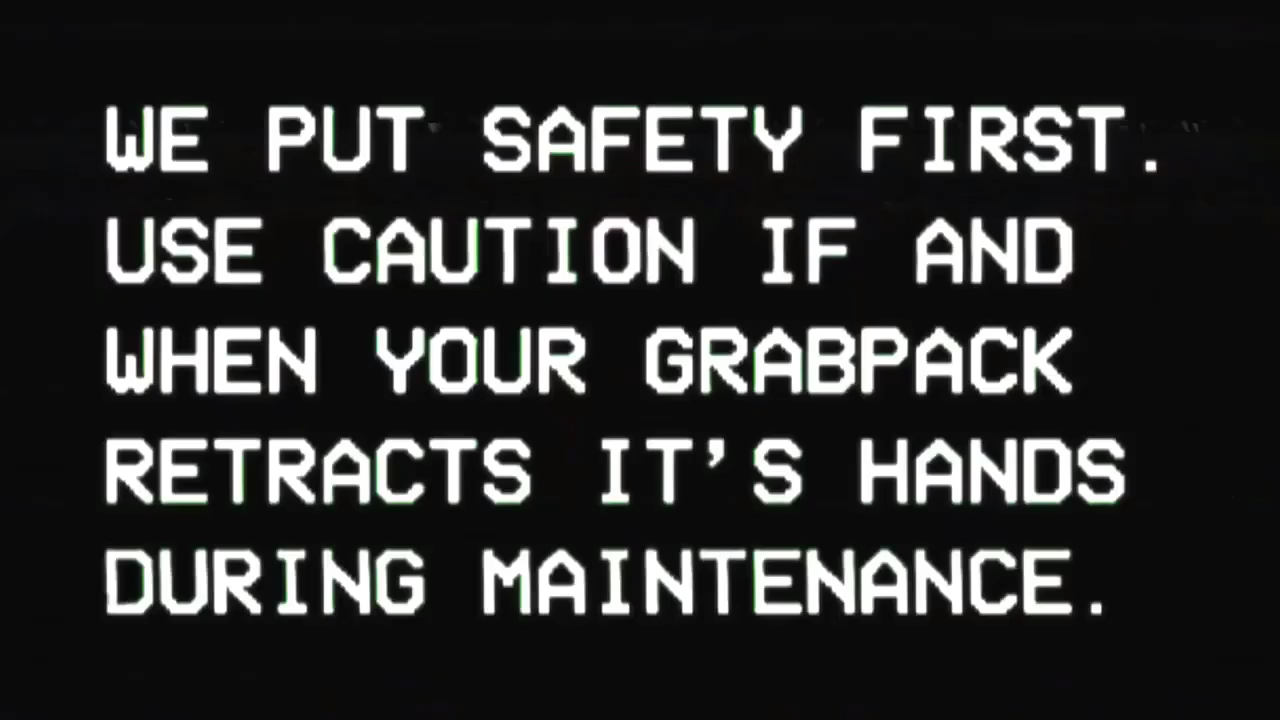 WE PUT SAFETY FIRST.
USE CAUTION IF AND
WHEN YOUR GRABPACK
RETRACTS IT'S HANDS
DURING MAINTENANCE.